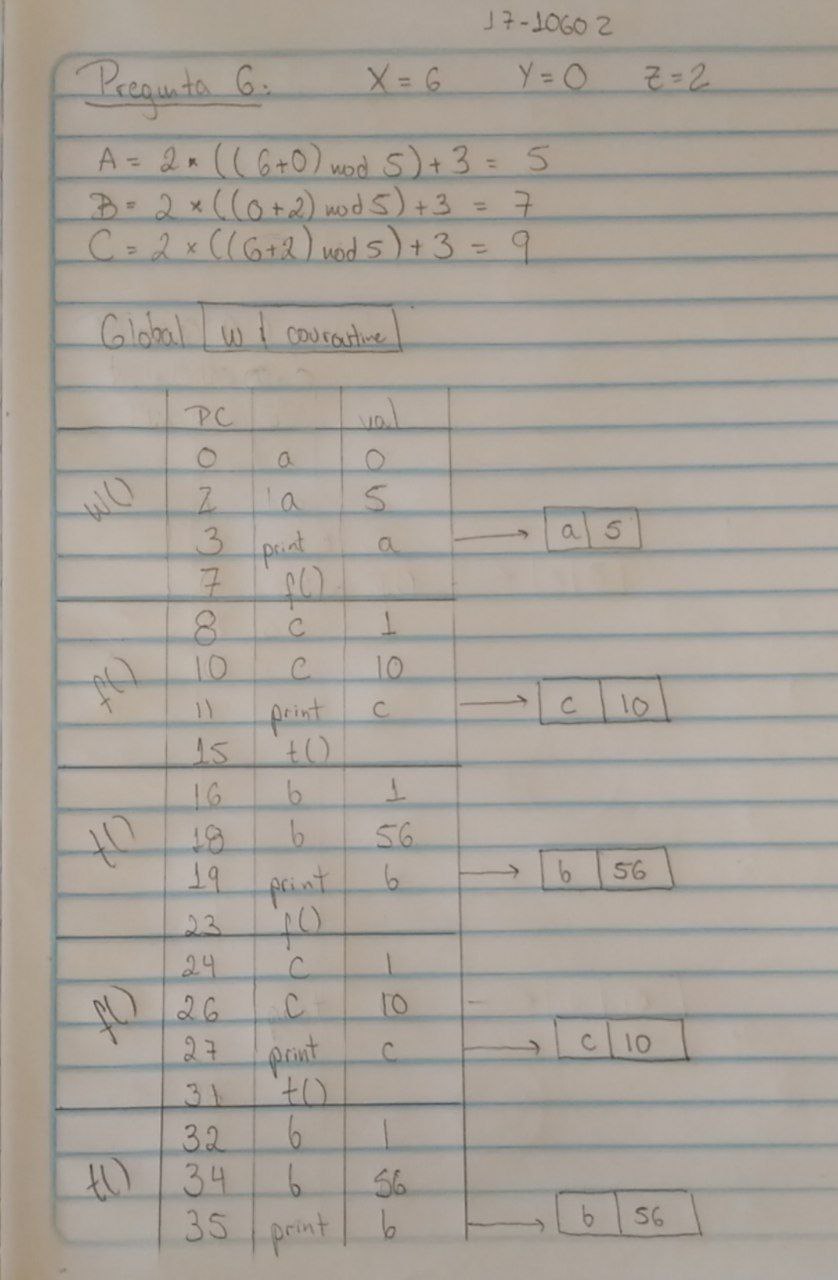 17-10602
Pregunta 6: X = 6 Y = 0 Z = 2
A = 2 * ((6+0) mod 5) + 3 = 5
B = 2 × ((0+2) mod 5) + 3 = 7
C = 2 × ((6+2) mod 5) + 3 = 9
Global w | couroutine
PC val
w()
0 a 0
2 a 5
3 print a → a | 5
7 f()
f()
8 c 1
10 c 10
11 print c → c | 10
15 t()
t()
16 b 1
18 b 56
19 print b → b | 56
23 f()
f()
24 c 1
26 c 10
27 print c → c | 10
31 t()
t()
32 b 1
34 b 56
35 print b → b | 56